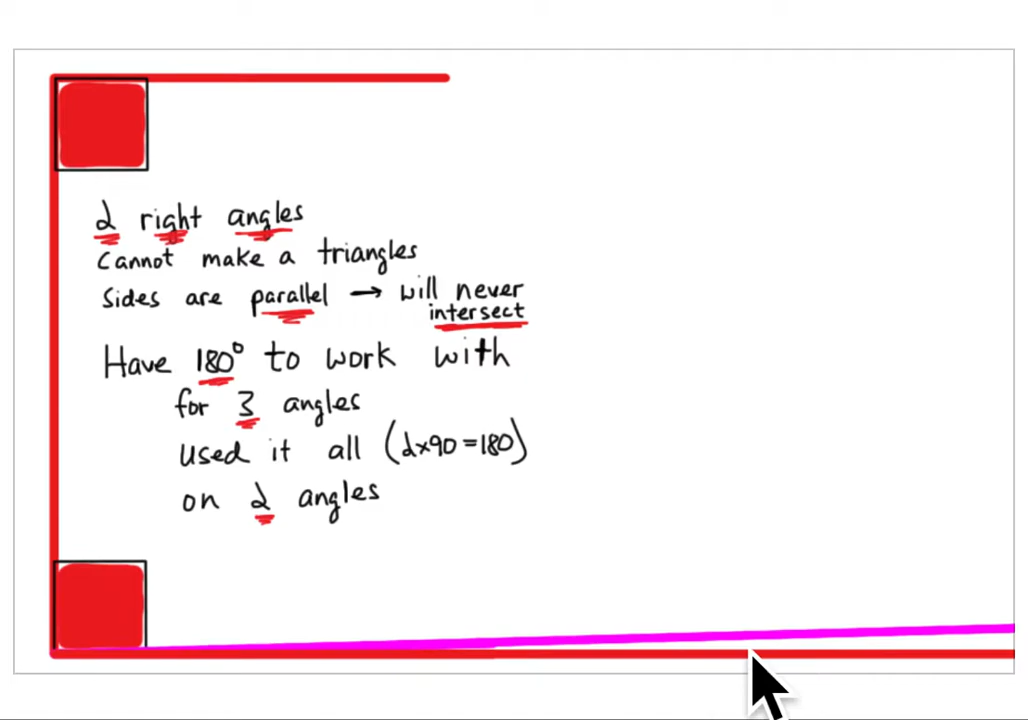 2 right angles
Cannot make a triangles
Sides are parallel → will never
intersect
Have 180° to work with
for 3 angles
used it all (2x90=180)
on 2 angles